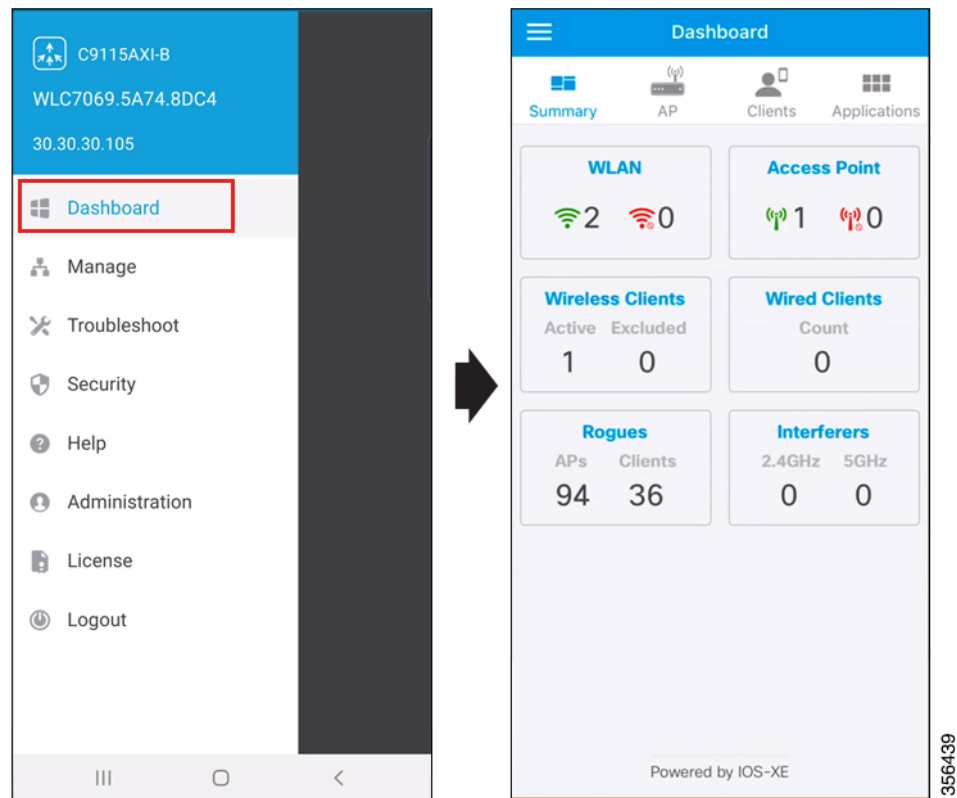 C9115AXI-B
WLC7069.5A74.8DC4
30.30.30.105
Dashboard
Manage
Troubleshoot
Security
Help
Administration
License
Logout
Dashboard
Summary AP Clients Applications
WLAN
2 0
Access Point
1 0
Wireless Clients
Active Excluded
1 0
Wired Clients
Count
0
Rogues
APs Clients
94 36
Interferers
2.4GHz 5GHz
0 0
Powered by IOS-XE
356439